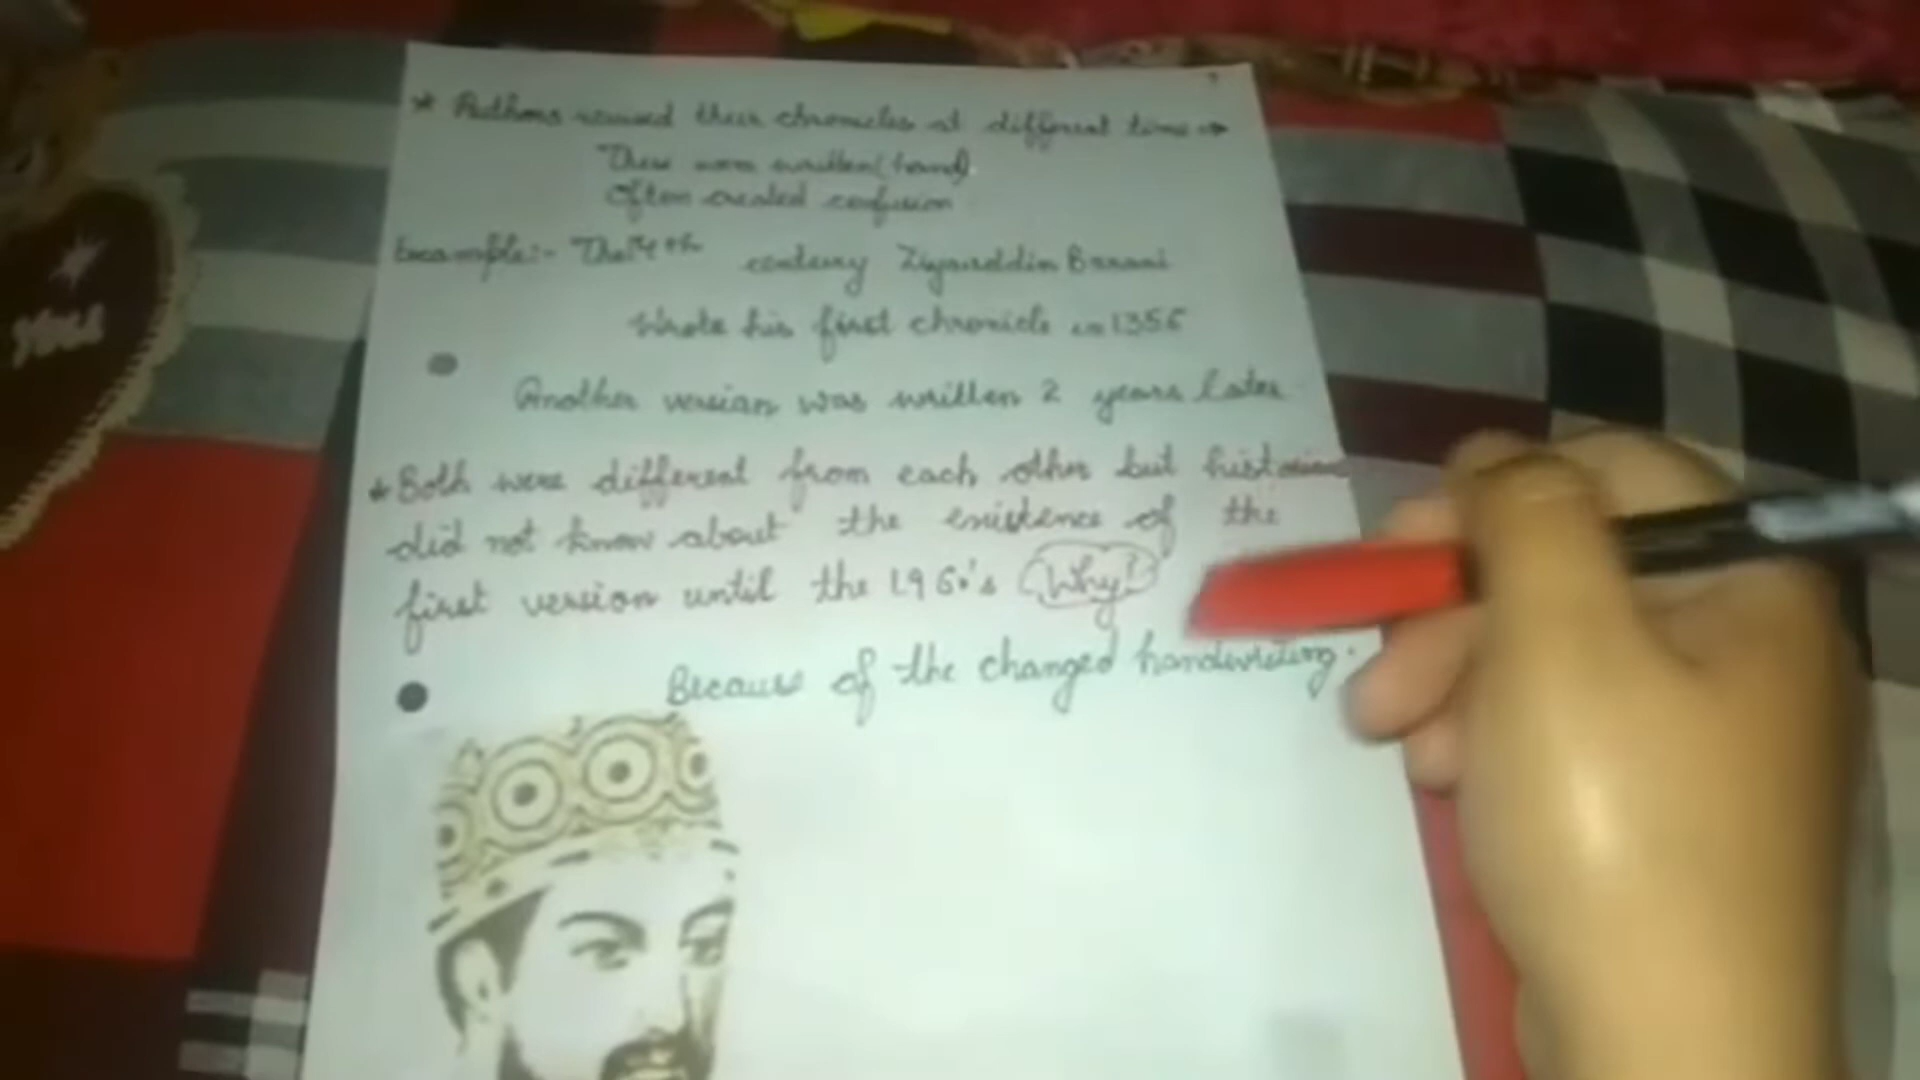 * Authors revised their chronicles at different time →
These were written (hand).
Often created confusion
Example:- The 14th century Ziyauddin Barani
Wrote his first chronicle in 1356
Another version was written 2 years later
* Both were different from each other but historians
did not know about the existence of the
first version until the 1960's Why?
Because of the changed handwriting.
You